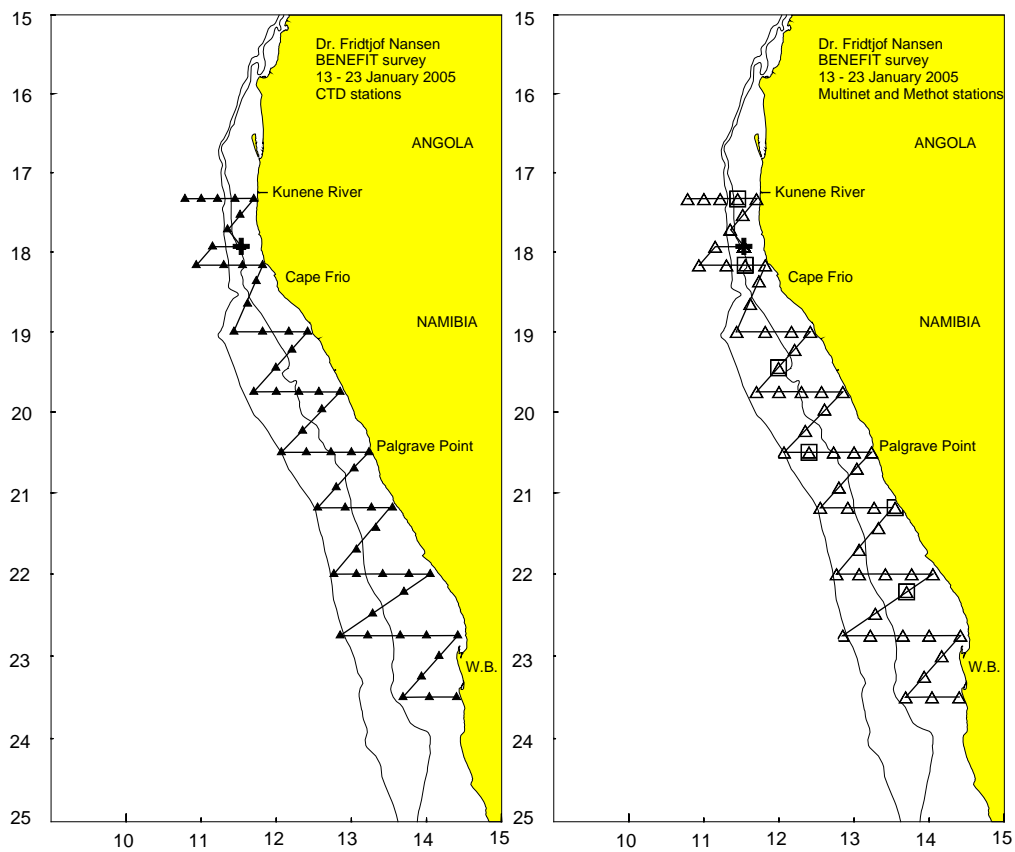 15
16
17
18
19
20
21
22
23
24
25
10
11
12
13
14
15
Dr. Fridtjof Nansen
BENEFIT survey
13 - 23 January 2005
CTD stations
ANGOLA
Kunene River
Cape Frio
NAMIBIA
Palgrave Point
W.B.
15
16
17
18
19
20
21
22
23
24
25
10
11
12
13
14
15
Dr. Fridtjof Nansen
BENEFIT survey
13 - 23 January 2005
Multinet and Methot stations
ANGOLA
Kunene River
Cape Frio
NAMIBIA
Palgrave Point
W.B.